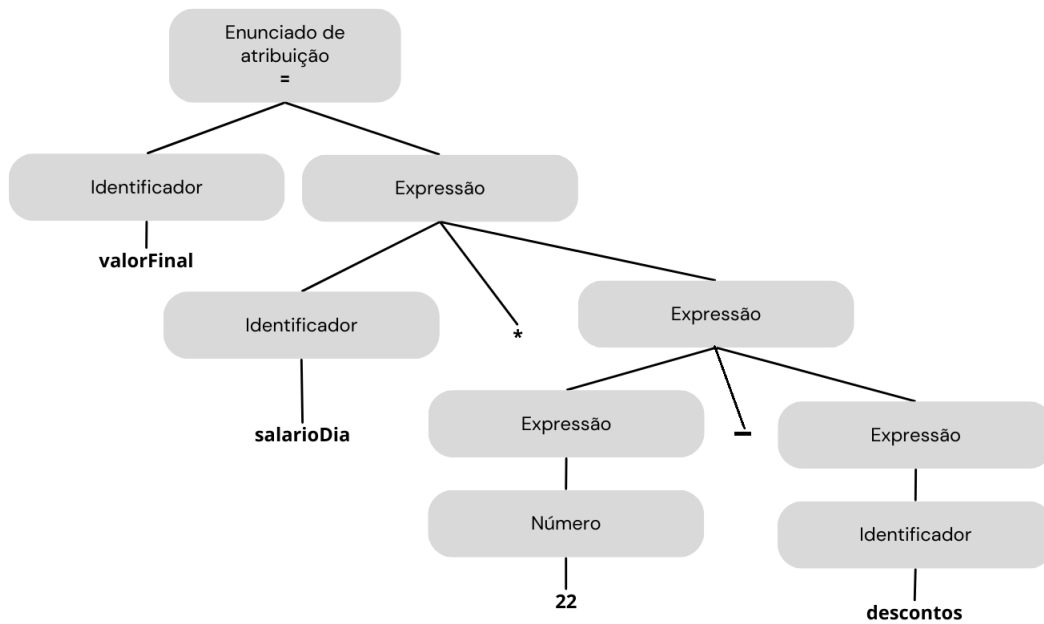 Enunciado de
atribuição
=
Identificador
Expressão
valorFinal
Identificador
*
Expressão
salarioDia
Expressão
–
Expressão
Número
Identificador
22
descontos